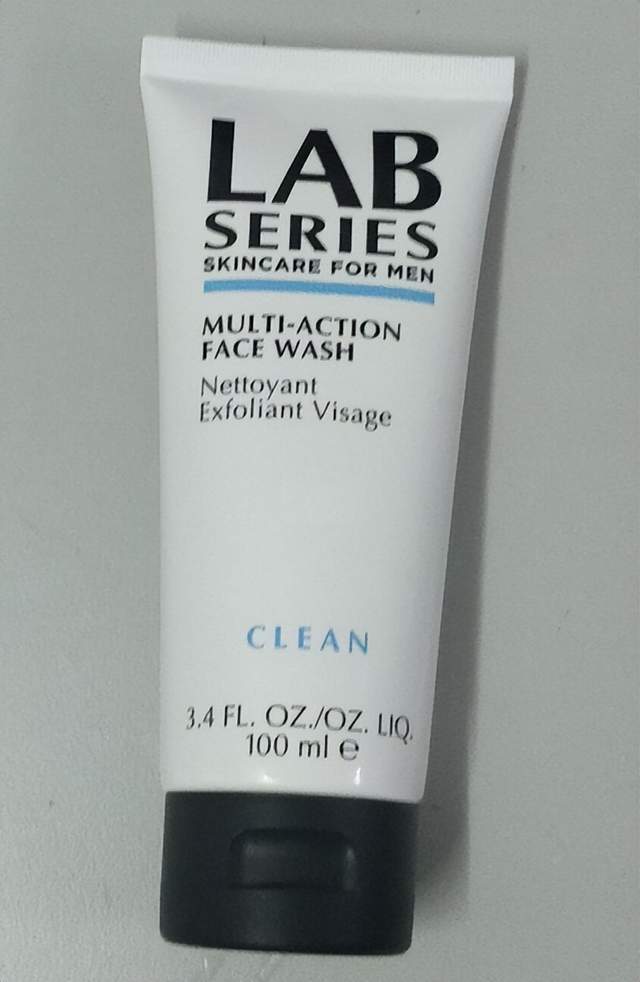 LAB
SERIES
SKINCARE FOR MEN
MULTI-ACTION
FACE WASH
Nettoyant
Exfoliant Visage
CLEAN
3.4 FL. OZ./OZ. LIQ.
100 ml ℮